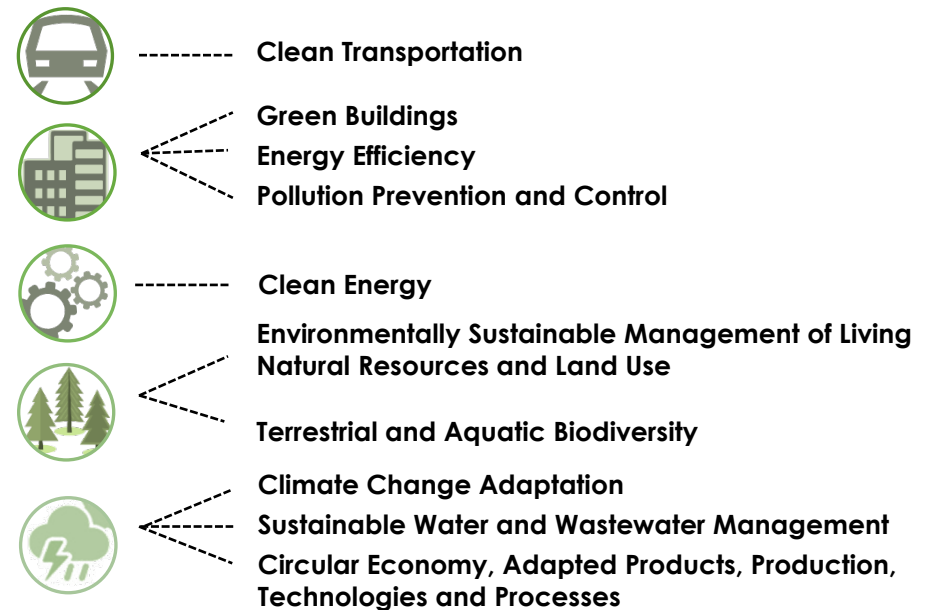 Clean Transportation
Green Buildings
Energy Efficiency
Pollution Prevention and Control
Clean Energy
Environmentally Sustainable Management of Living
Natural Resources and Land Use
Terrestrial and Aquatic Biodiversity
Climate Change Adaptation
Sustainable Water and Wastewater Management
Circular Economy, Adapted Products, Production,
Technologies and Processes